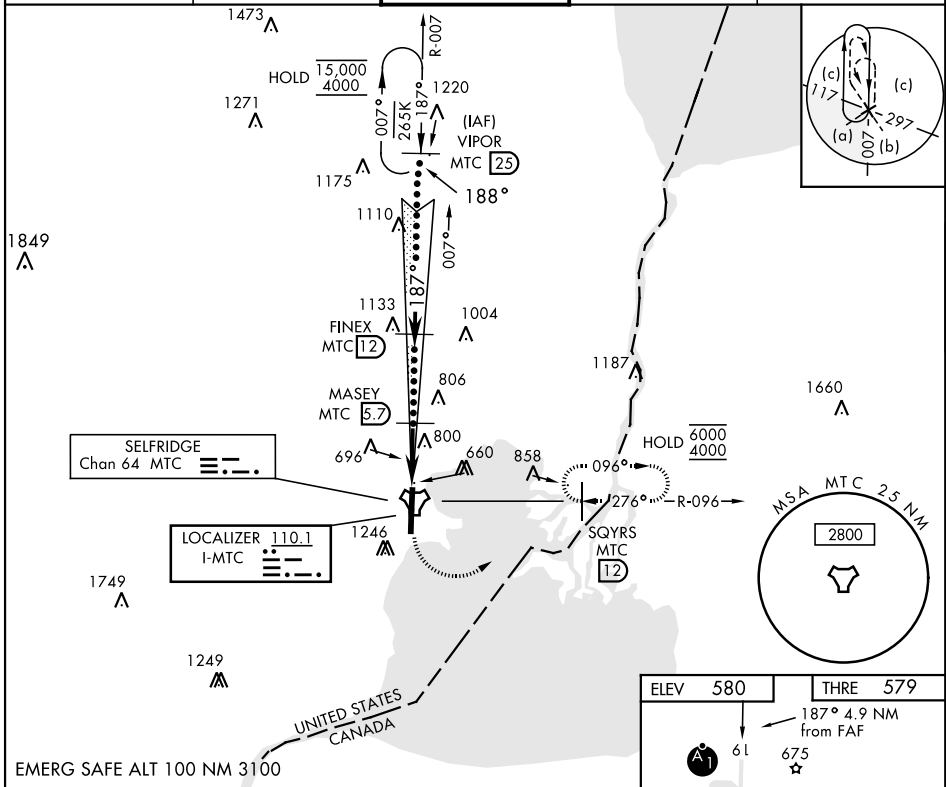 1473
R-007
HOLD 15,000
4000
007°
265K
187°
1220
1271
(IAF)
VIPOR
MTC 25
1175
188°
1110
007°
1849
187°
1133
FINEX
MTC 12
1004
1187
806
MASEY
MTC 5.7
1660
800
696
660
858
HOLD 6000
4000
096°
276°
R-096
SELFRIDGE
Chan 64 MTC
SQYRS
MTC
12
LOCALIZER 110.1
I-MTC
1246
MSA MTC 25 NM
2800
1749
1249
UNITED STATES
CANADA
EMERG SAFE ALT 100 NM 3100
(c)
(c)
117
297
(a)
(b)
007
ELEV 580
THRE 579
187° 4.9 NM
from FAF
19
A1
675